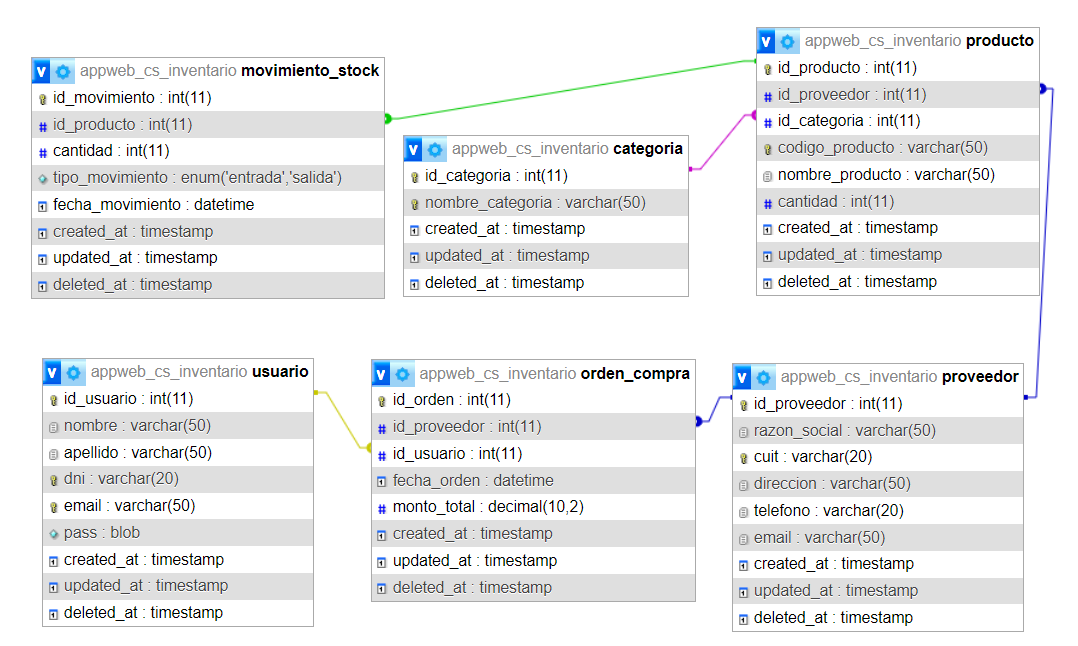 appweb_cs_inventario movimiento_stock
id_movimiento : int(11)
id_producto : int(11)
cantidad : int(11)
tipo_movimiento : enum('entrada','salida')
fecha_movimiento : datetime
created_at : timestamp
updated_at : timestamp
deleted_at : timestamp
appweb_cs_inventario categoria
id_categoria : int(11)
nombre_categoria : varchar(50)
created_at : timestamp
updated_at : timestamp
deleted_at : timestamp
appweb_cs_inventario producto
id_producto : int(11)
id_proveedor : int(11)
id_categoria : int(11)
codigo_producto : varchar(50)
nombre_producto : varchar(50)
cantidad : int(11)
created_at : timestamp
updated_at : timestamp
deleted_at : timestamp
appweb_cs_inventario usuario
id_usuario : int(11)
nombre : varchar(50)
apellido : varchar(50)
dni : varchar(20)
email : varchar(50)
pass : blob
created_at : timestamp
updated_at : timestamp
deleted_at : timestamp
appweb_cs_inventario orden_compra
id_orden : int(11)
id_proveedor : int(11)
id_usuario : int(11)
fecha_orden : datetime
monto_total : decimal(10,2)
created_at : timestamp
updated_at : timestamp
deleted_at : timestamp
appweb_cs_inventario proveedor
id_proveedor : int(11)
razon_social : varchar(50)
cuit : varchar(20)
direccion : varchar(50)
telefono : varchar(20)
email : varchar(50)
created_at : timestamp
updated_at : timestamp
deleted_at : timestamp